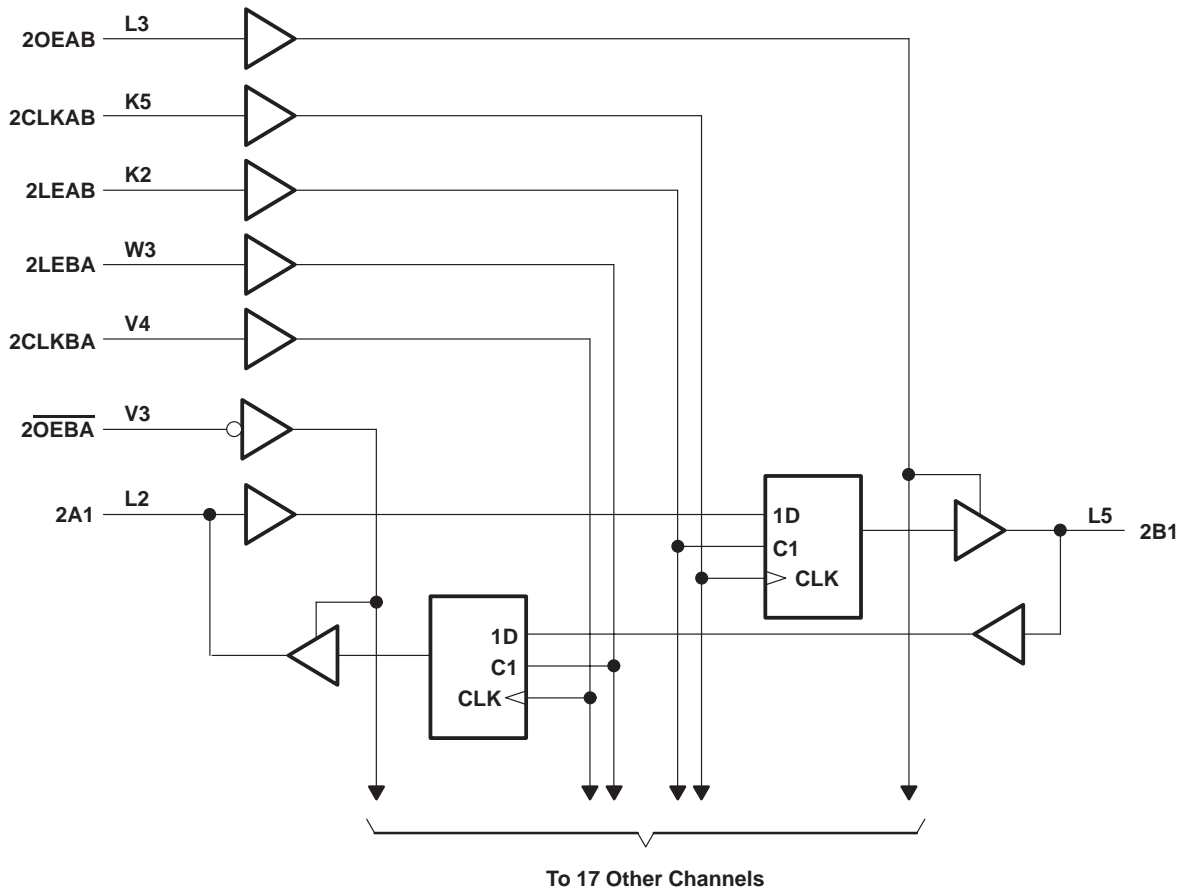 2OEAB L3
2CLKAB K5
2LEAB K2
2LEBA W3
2CLKBA V4
2O̅E̅B̅A̅ V3
2A1 L2
1D
C1
CLK
L5 2B1
1D
C1
CLK
To 17 Other Channels